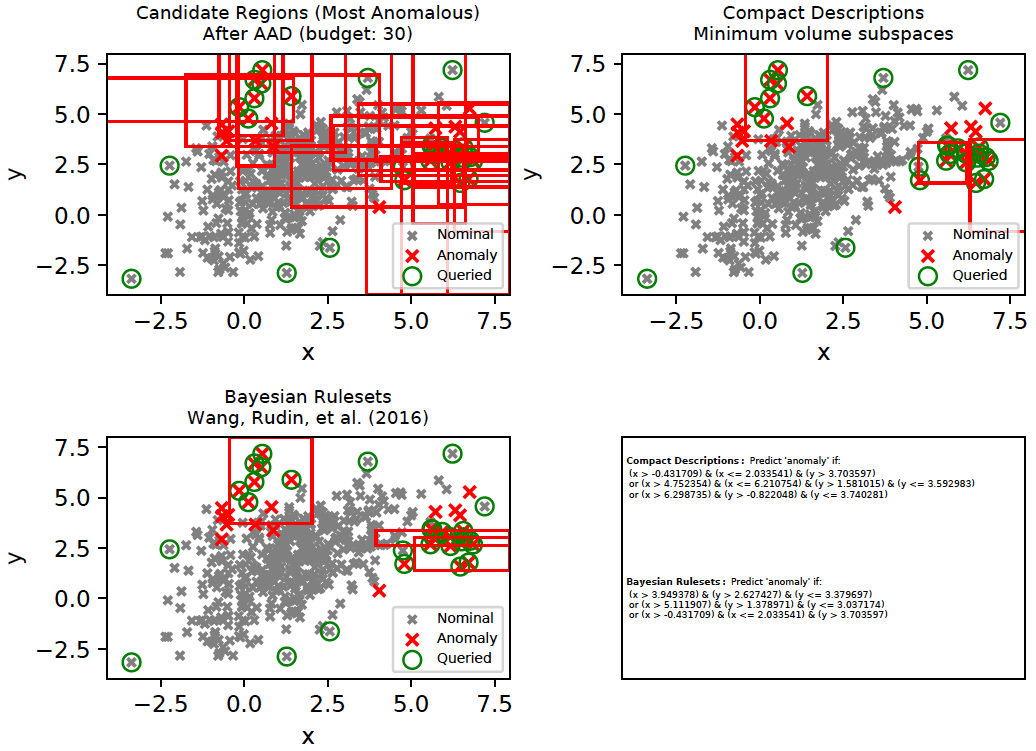 Candidate Regions (Most Anomalous)
After AAD (budget: 30)
7.5
5.0
2.5
0.0
−2.5
y
−2.5
0.0
2.5
5.0
7.5
x
Nominal
Anomaly
Queried
Compact Descriptions
Minimum volume subspaces
7.5
5.0
2.5
0.0
−2.5
y
−2.5
0.0
2.5
5.0
7.5
x
Nominal
Anomaly
Queried
Bayesian Rulesets
Wang, Rudin, et al. (2016)
7.5
5.0
2.5
0.0
−2.5
y
−2.5
0.0
2.5
5.0
7.5
x
Nominal
Anomaly
Queried
Compact Descriptions: Predict 'anomaly' if:
(x > -0.431709) & (x <= 2.033541) & (y > 3.703597)
or (x > 4.752354) & (x <= 6.210754) & (y > 1.581015) & (y <= 3.592983)
or (x > 6.298735) & (y > -0.822048) & (y <= 3.740281)
Bayesian Rulesets: Predict 'anomaly' if:
(x > 3.949378) & (y > 2.627427) & (y <= 3.379697)
or (x > 5.111907) & (y > 1.378971) & (y <= 3.037174)
or (x > -0.431709) & (x <= 2.033541) & (y > 3.703597)